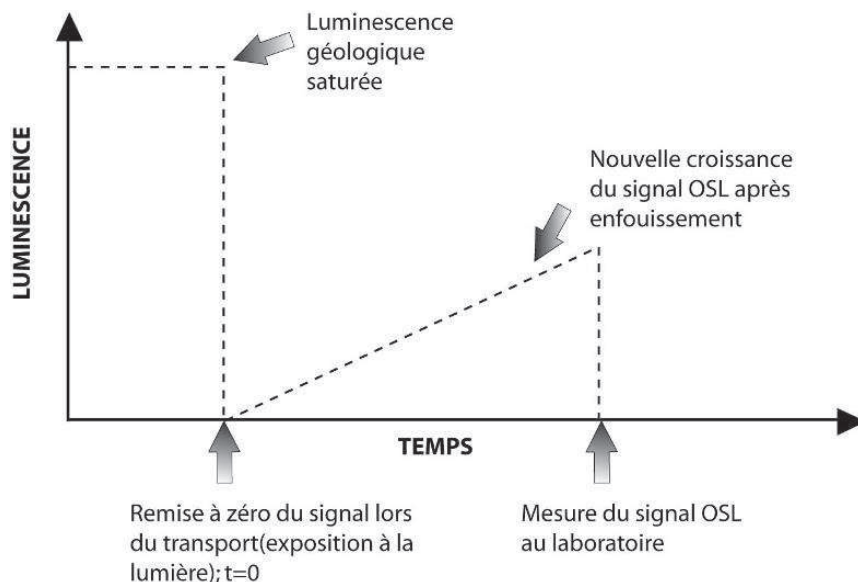 Luminescence
géologique
saturée
Nouvelle croissance
du signal OSL après
enfouissement
LUMINESCENCE
TEMPS
Remise à zéro du signal lors
du transport(exposition à la
lumière); t=0
Mesure du signal OSL
au laboratoire